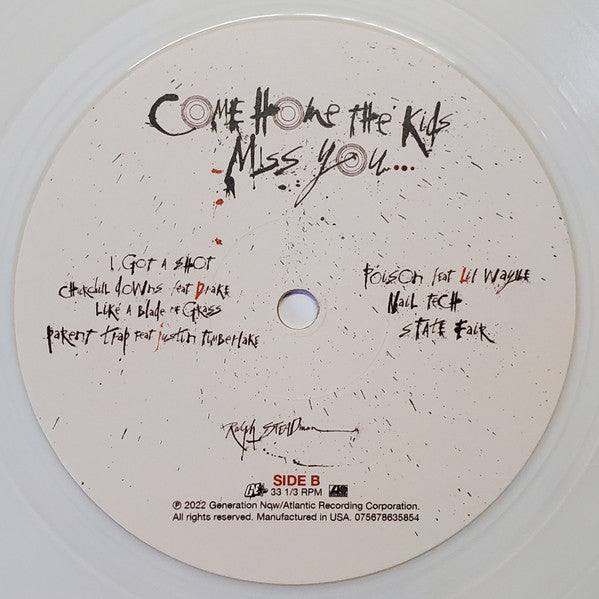 Come Home the Kids
Miss you...
I Got A Shot
Churchill Downs feat Drake
Like A Blade of Grass
Parent Trap feat Justin Timberlake
Poison feat Lil Wayne
Nail Tech
State Fair
Ralph STEADman
SIDE B
33 1/3 RPM
℗ 2022 Generation Now/Atlantic Recording Corporation.
All rights reserved. Manufactured in USA. 075678635854